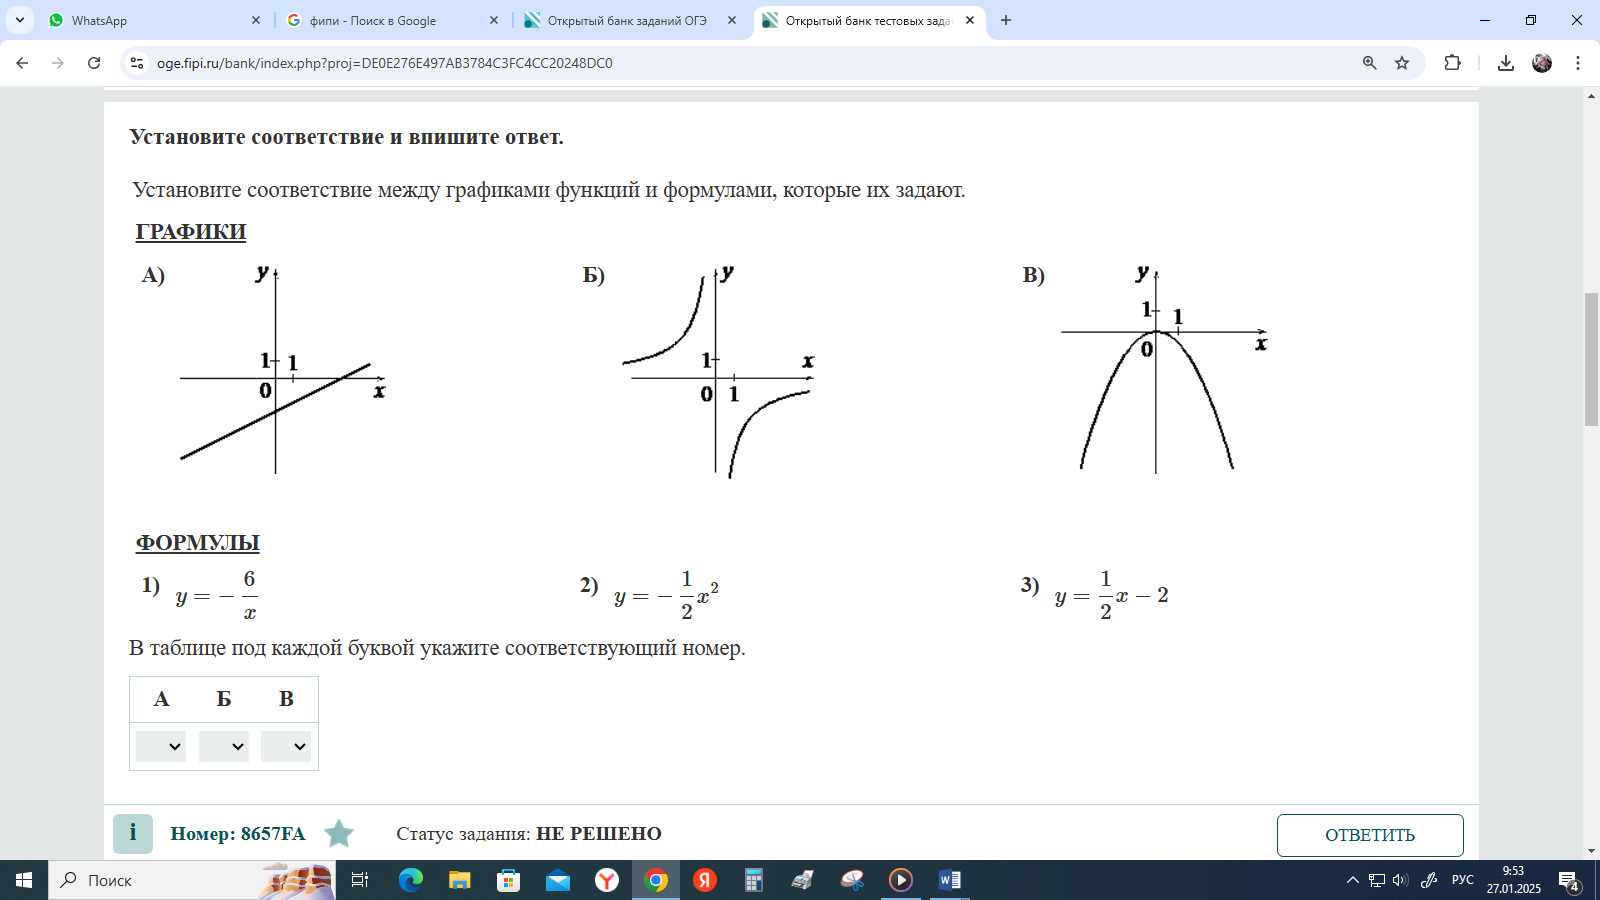 WhatsApp
фипи - Поиск в Google
Открытый банк заданий ОГЭ
Открытый банк тестовых зада
oge.fipi.ru/bank/index.php?proj=DE0E276E497AB3784C3FC4CC20248DC0
Установите соответствие и впишите ответ.
Установите соответствие между графиками функций и формулами, которые их задают.
ГРАФИКИ
А) y 1 1 0 x
Б) y 1 x 0 1
В) y 1 1 0 x
ФОРМУЛЫ
1) y = − 6/x
2) y = − 1/2 x²
3) y = 1/2 x − 2
В таблице под каждой буквой укажите соответствующий номер.
А Б В
i Номер: 8657FA Статус задания: НЕ РЕШЕНО ОТВЕТИТЬ
Поиск
РУС
9:53
27.01.2025
4